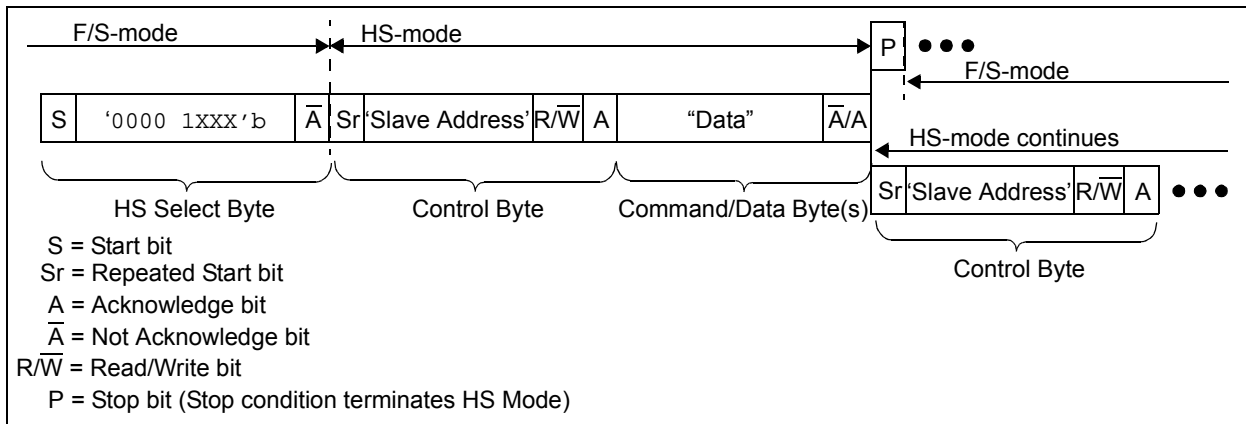 F/S-mode HS-mode P
F/S-mode
S ‘0000 1XXX’b A̅ Sr ‘Slave Address’ R/W̅ A “Data” A̅/A
HS-mode continues
Sr ‘Slave Address’ R/W̅ A
HS Select Byte Control Byte Command/Data Byte(s)
Control Byte
S = Start bit
Sr = Repeated Start bit
A = Acknowledge bit
A̅ = Not Acknowledge bit
R/W̅ = Read/Write bit
P = Stop bit (Stop condition terminates HS Mode)